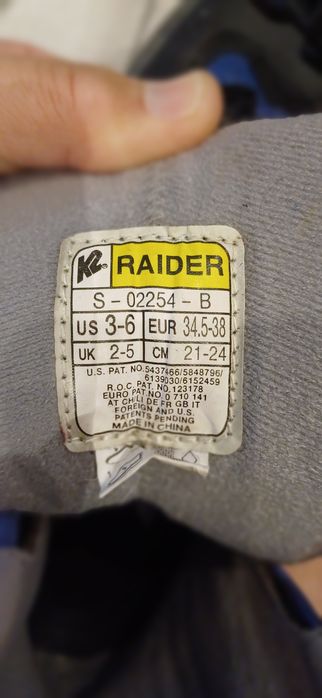 K2 RAIDER
S - 02254 - B
US 3-6 EUR 34.5-38
UK 2-5 CM 21-24
U.S. PAT. NO.5437466/5848796/
6139030/6152459
R.O.C. PAT. NO.123178
EURO PAT.NO.0 710 141
AT CH LI DE FR GB IT
FOREIGN AND U.S.
PATENTS PENDING
MADE IN CHINA